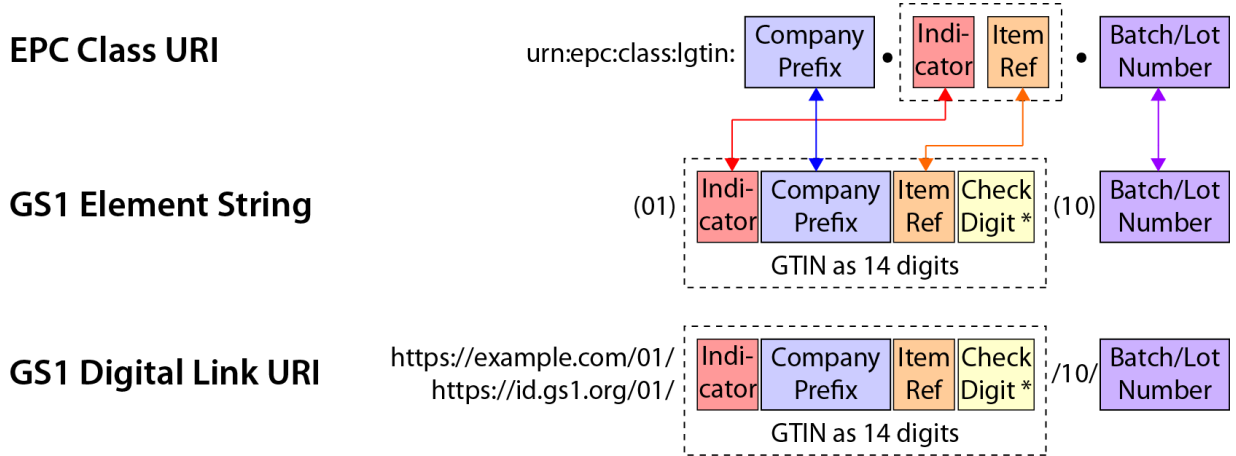 EPC Class URI
urn:epc:class:lgtin:
Company
Prefix
•
Indi-
cator
Item
Ref
•
Batch/Lot
Number
GS1 Element String
(01)
Indi-
cator
Company
Prefix
Item
Ref
Check
Digit *
(10)
Batch/Lot
Number
GTIN as 14 digits
GS1 Digital Link URI
https://example.com/01/
https://id.gs1.org/01/
Indi-
cator
Company
Prefix
Item
Ref
Check
Digit *
/10/
Batch/Lot
Number
GTIN as 14 digits